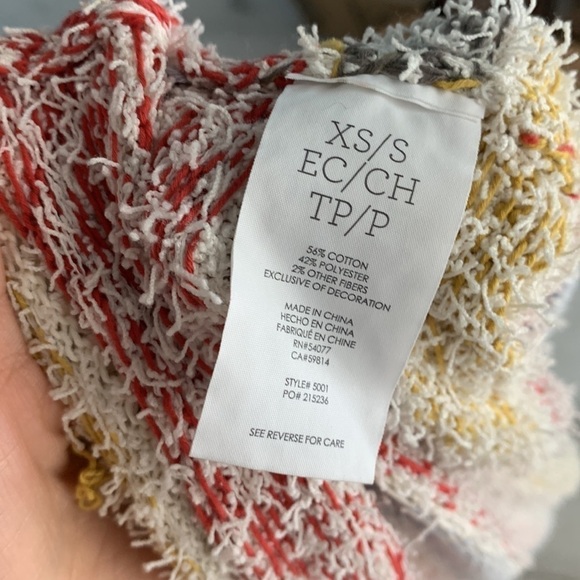 XS/S
EC/CH
TP/P
56% COTTON
42% POLYESTER
2% OTHER FIBERS
EXCLUSIVE OF DECORATION
MADE IN CHINA
HECHO EN CHINA
FABRIQUÉ EN CHINE
RN#54077
CA#59814
STYLE# 5001
PO# 215236
SEE REVERSE FOR CARE